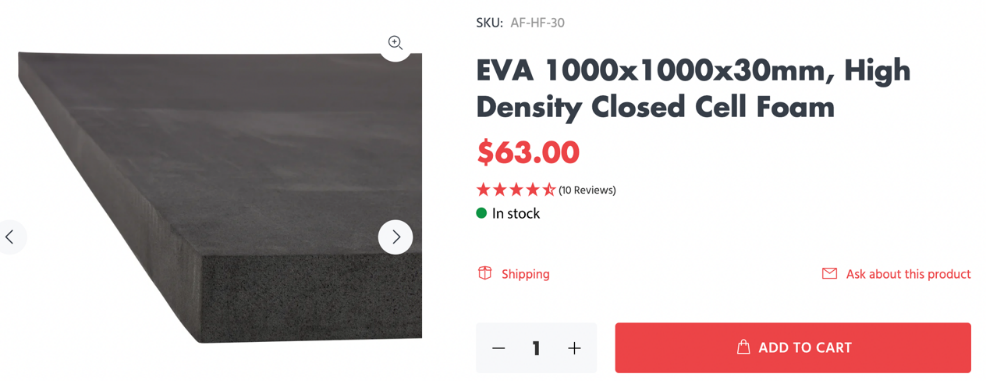 SKU: AF-HF-30
EVA 1000x1000x30mm, High
Density Closed Cell Foam
$63.00
(10 Reviews)
In stock
Shipping
Ask about this product
1
ADD TO CART